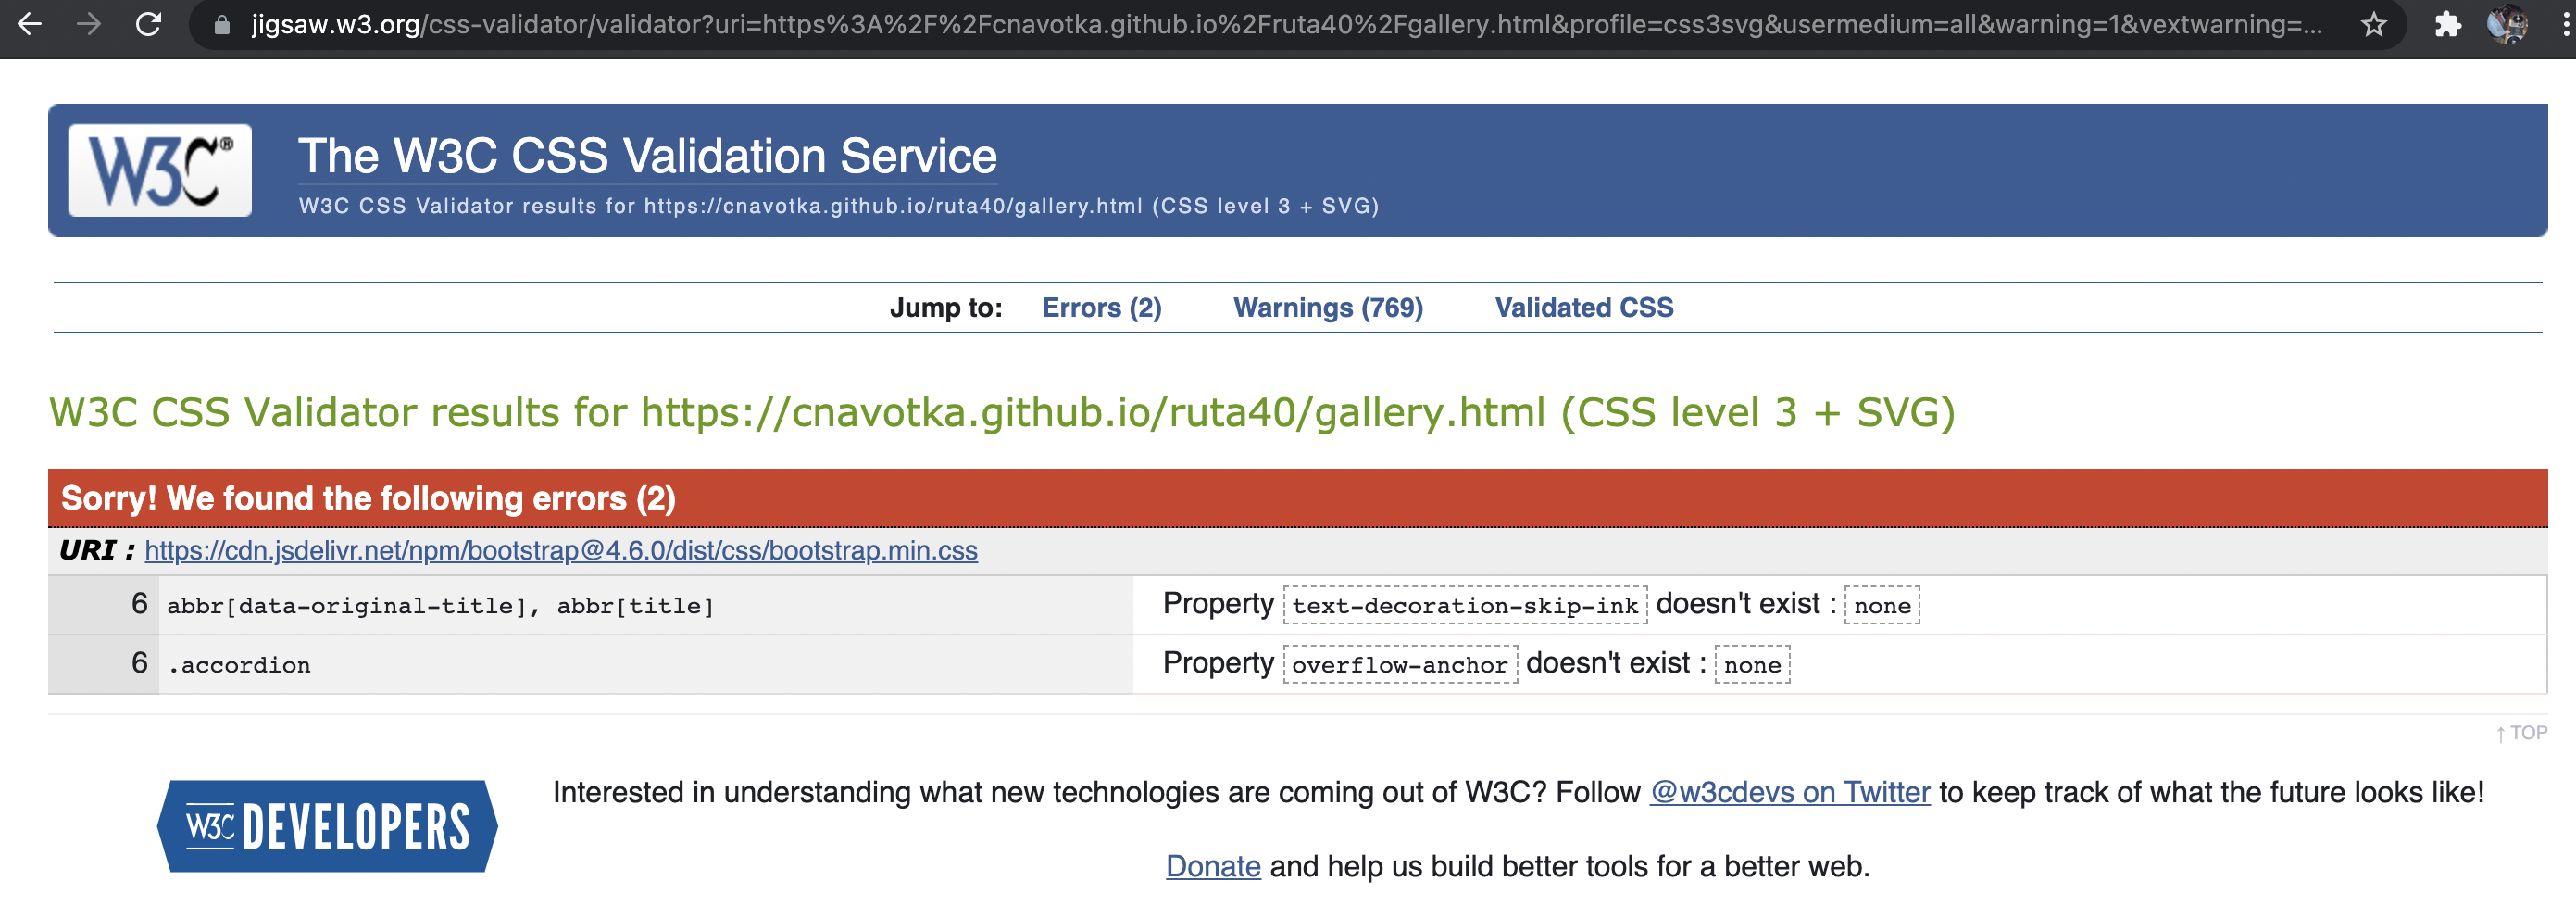 jigsaw.w3.org/css-validator/validator?uri=https%3A%2F%2Fcnavotka.github.io%2Fruta40%2Fgallery.html&profile=css3svg&usermedium=all&warning=1&vextwarning=...
W3C®
The W3C CSS Validation Service
W3C CSS Validator results for https://cnavotka.github.io/ruta40/gallery.html (CSS level 3 + SVG)
Jump to: Errors (2) Warnings (769) Validated CSS
W3C CSS Validator results for https://cnavotka.github.io/ruta40/gallery.html (CSS level 3 + SVG)
Sorry! We found the following errors (2)
URI : https://cdn.jsdelivr.net/npm/bootstrap@4.6.0/dist/css/bootstrap.min.css
6 abbr[data-original-title], abbr[title] Property text-decoration-skip-ink doesn't exist : none
6 .accordion Property overflow-anchor doesn't exist : none
↑ TOP
W3C DEVELOPERS
Interested in understanding what new technologies are coming out of W3C? Follow @w3cdevs on Twitter to keep track of what the future looks like!
Donate and help us build better tools for a better web.